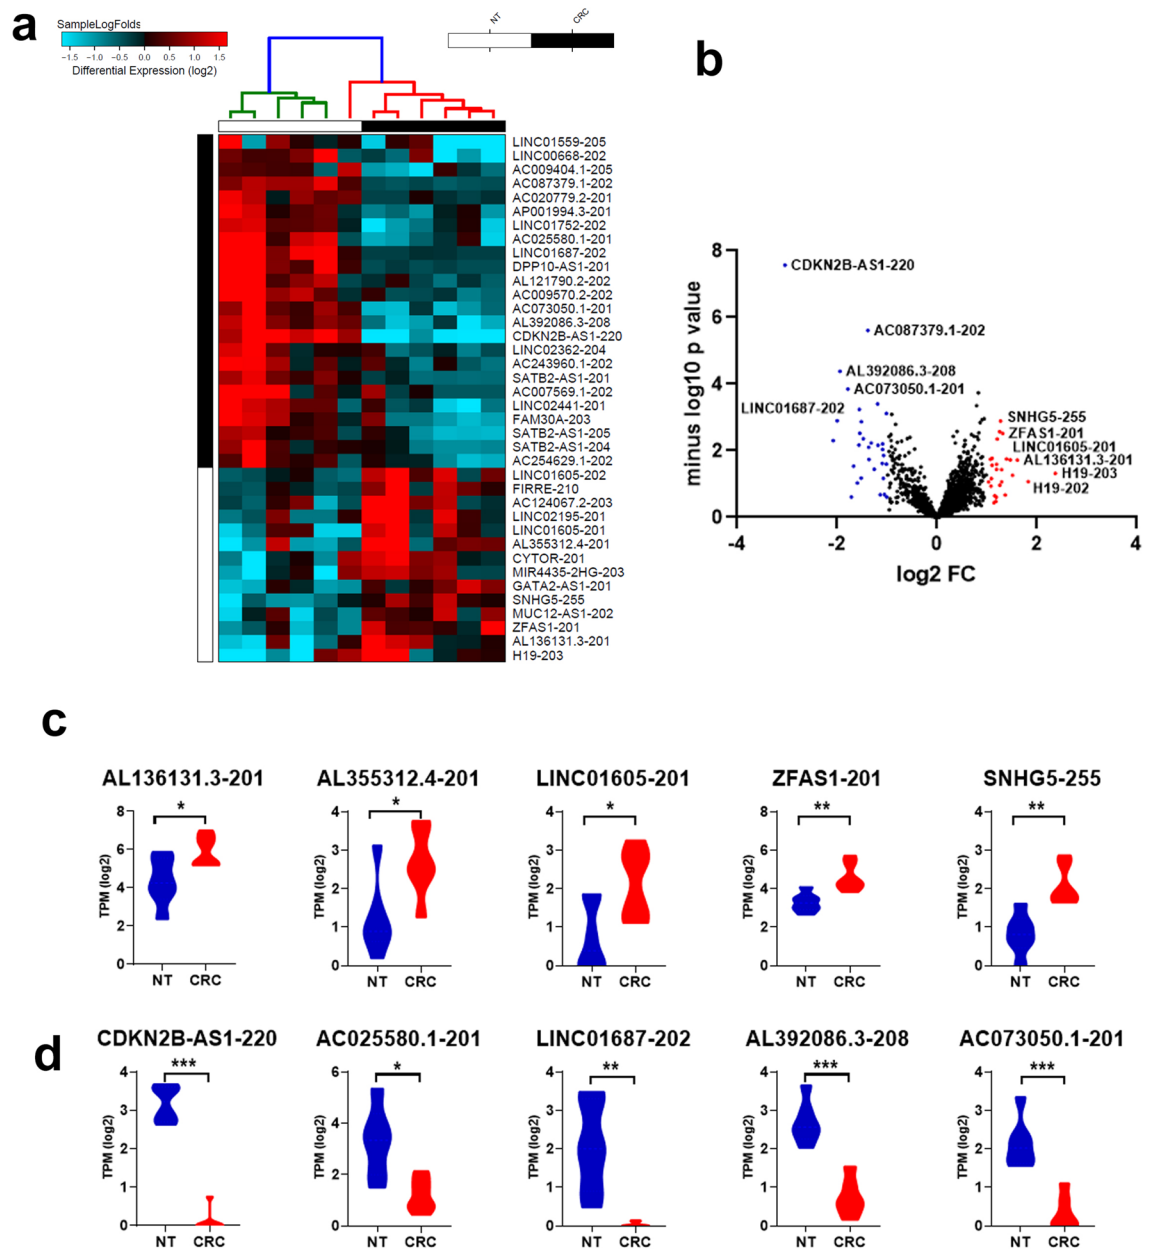 a
SampleLogFolds
−1.5 −1.0 −0.5 0.0 0.5 1.0 1.5
Differential Expression (log2)
NT
CRC
LINC01559-205
LINC00668-202
AC009404.1-205
AC087379.1-202
AC020779.2-201
AP001994.3-201
LINC01752-202
AC025580.1-201
LINC01687-202
DPP10-AS1-201
AL121790.2-202
AC009570.2-202
AC073050.1-201
AL392086.3-208
CDKN2B-AS1-220
LINC02362-204
AC243960.1-202
SATB2-AS1-201
AC007569.1-202
LINC02441-201
FAM30A-203
SATB2-AS1-205
SATB2-AS1-204
AC254629.1-202
LINC01605-202
FIRRE-210
AC124067.2-203
LINC02195-201
LINC01605-201
AL355312.4-201
CYTOR-201
MIR4435-2HG-203
GATA2-AS1-201
SNHG5-255
MUC12-AS1-202
ZFAS1-201
AL136131.3-201
H19-203
b
minus log10 p value
8
6
4
2
0
CDKN2B-AS1-220
AC087379.1-202
AL392086.3-208
AC073050.1-201
LINC01687-202
SNHG5-255
ZFAS1-201
LINC01605-201
AL136131.3-201
H19-203
H19-202
-4 -2 0 2 4
log2 FC
c
AL136131.3-201
*
TPM (log2)
8
6
4
2
0
NT CRC
AL355312.4-201
*
TPM (log2)
4
3
2
1
0
NT CRC
LINC01605-201
*
TPM (log2)
4
3
2
1
0
NT CRC
ZFAS1-201
**
TPM (log2)
8
6
4
2
0
NT CRC
SNHG5-255
**
TPM (log2)
4
3
2
1
0
NT CRC
d
CDKN2B-AS1-220
***
TPM (log2)
4
3
2
1
0
NT CRC
AC025580.1-201
*
TPM (log2)
6
4
2
0
NT CRC
LINC01687-202
**
TPM (log2)
4
3
2
1
0
NT CRC
AL392086.3-208
***
TPM (log2)
4
3
2
1
0
NT CRC
AC073050.1-201
***
TPM (log2)
4
3
2
1
0
NT CRC